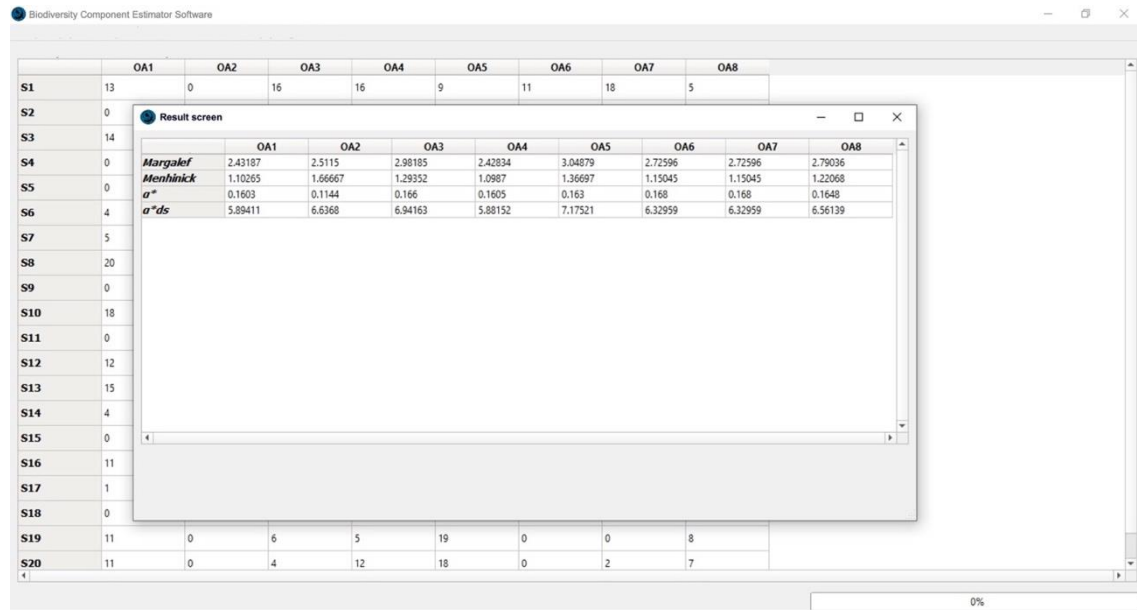 Biodiversity Component Estimator Software
OA1 OA2 OA3 OA4 OA5 OA6 OA7 OA8
S1 13 0 16 16 9 11 18 5
S2 0
Result screen
S3 14
OA1 OA2 OA3 OA4 OA5 OA6 OA7 OA8
S4 0
Margalef 2.43187 2.5115 2.98185 2.42834 3.04879 2.72596 2.72596 2.79036
Menhinick 1.10265 1.66667 1.29352 1.0987 1.36697 1.15045 1.15045 1.22068
S5 0
α* 0.1603 0.1144 0.166 0.1605 0.163 0.168 0.168 0.1648
α*ds 5.89411 6.6368 6.94163 5.88152 7.17521 6.32959 6.32959 6.56139
S6 4
S7 5
S8 20
S9 0
S10 18
S11 0
S12 12
S13 15
S14 4
S15 0
S16 11
S17 1
S18 0
S19 11 0 6 5 19 0 0 8
S20 11 0 4 12 18 0 2 7
0%